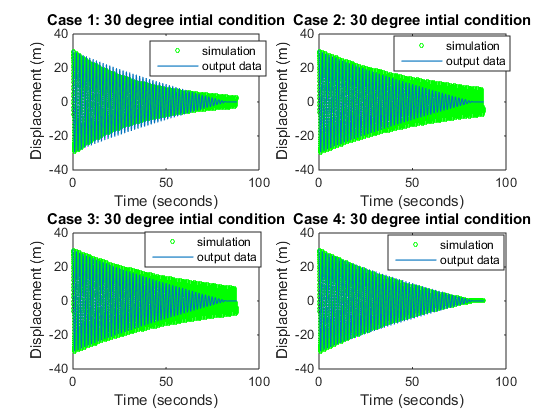 Case 1: 30 degree intial condition
Displacement (m)
40
20
0
-20
-40
0
50
100
Time (seconds)
simulation
output data
Case 2: 30 degree intial condition
Displacement (m)
40
20
0
-20
-40
0
50
100
Time (seconds)
simulation
output data
Case 3: 30 degree intial condition
Displacement (m)
40
20
0
-20
-40
0
50
100
Time (seconds)
simulation
output data
Case 4: 30 degree intial condition
Displacement (m)
40
20
0
-20
-40
0
50
100
Time (seconds)
simulation
output data